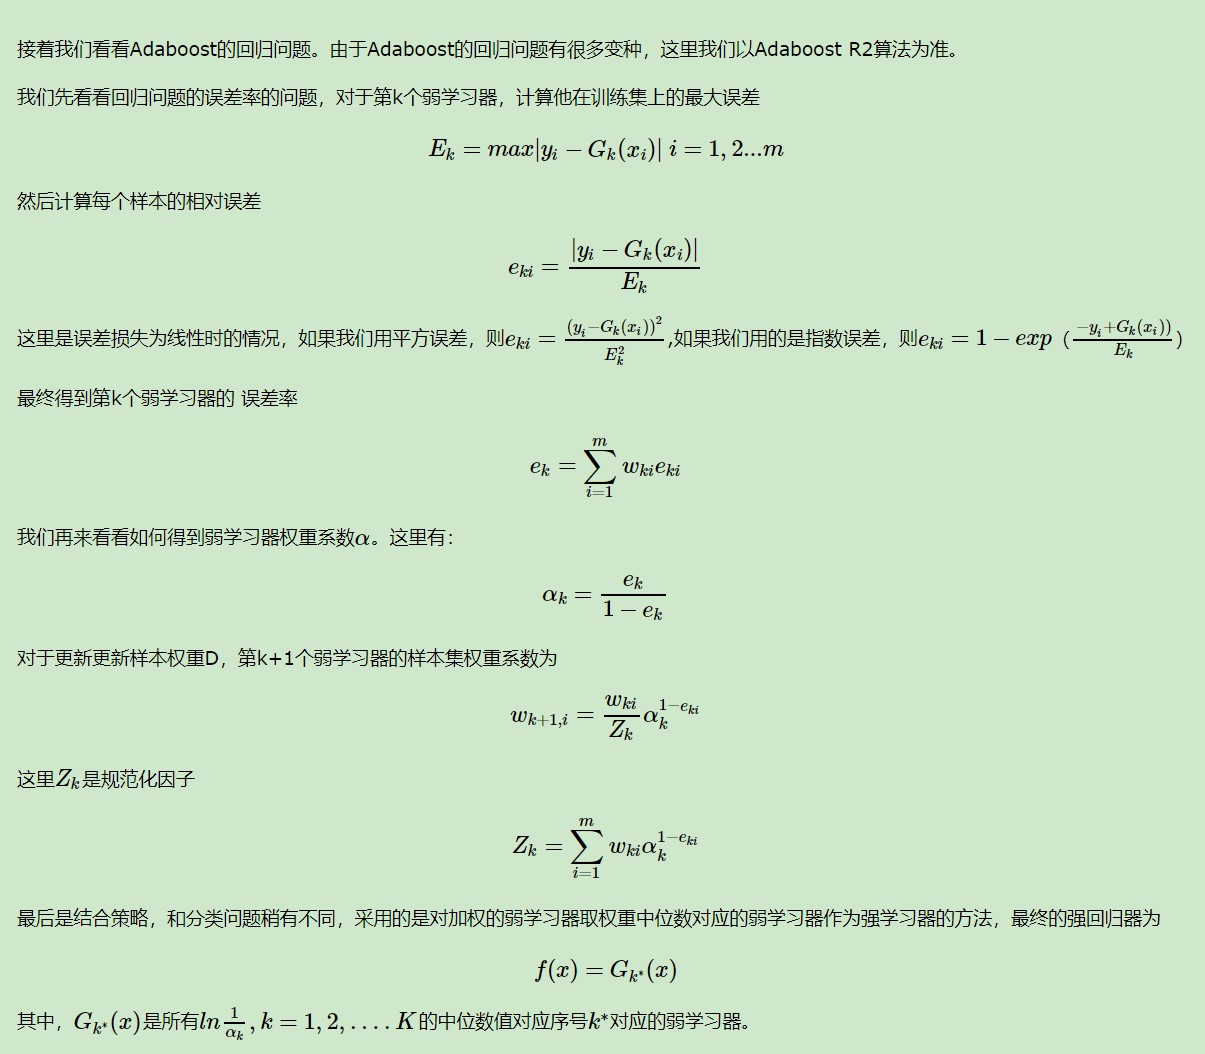 接着我们看看Adaboost的回归问题。由于Adaboost的回归问题有很多变种，这里我们以Adaboost R2算法为准。
我们先看看回归问题的误差率的问题，对于第k个弱学习器，计算他在训练集上的最大误差
$E_k = max|y_i - G_k(x_i)| \; i = 1, 2...m$
然后计算每个样本的相对误差
$e_{ki} = \frac{|y_i - G_k(x_i)|}{E_k}$
这里是误差损失为线性时的情况，如果我们用平方误差，则$e_{ki} = \frac{(y_i - G_k(x_i))^2}{E_k^2}$,如果我们用的是指数误差，则$e_{ki} = 1 - exp$（$\frac{-y_i + G_k(x_i))}{E_k}$）
最终得到第k个弱学习器的 误差率
$e_k = \sum_{i=1}^{m} w_{ki} e_{ki}$
我们再来看看如何得到弱学习器权重系数$\alpha$。这里有：
$\alpha_k = \frac{e_k}{1 - e_k}$
对于更新更新样本权重D，第k+1个弱学习器的样本集权重系数为
$w_{k+1,i} = \frac{w_{ki}}{Z_k} \alpha_k^{1-e_{ki}}$
这里$Z_k$是规范化因子
$Z_k = \sum_{i=1}^{m} w_{ki} \alpha_k^{1-e_{ki}}$
最后是结合策略，和分类问题稍有不同，采用的是对加权的弱学习器取权重中位数对应的弱学习器作为强学习器的方法，最终的强回归器为
$f(x) = G_{k^*}(x)$
其中，$G_{k^*}(x)$是所有$ln\frac{1}{\alpha_k}, k = 1, 2, ....K$的中位数值对应序号$k^*$对应的弱学习器。